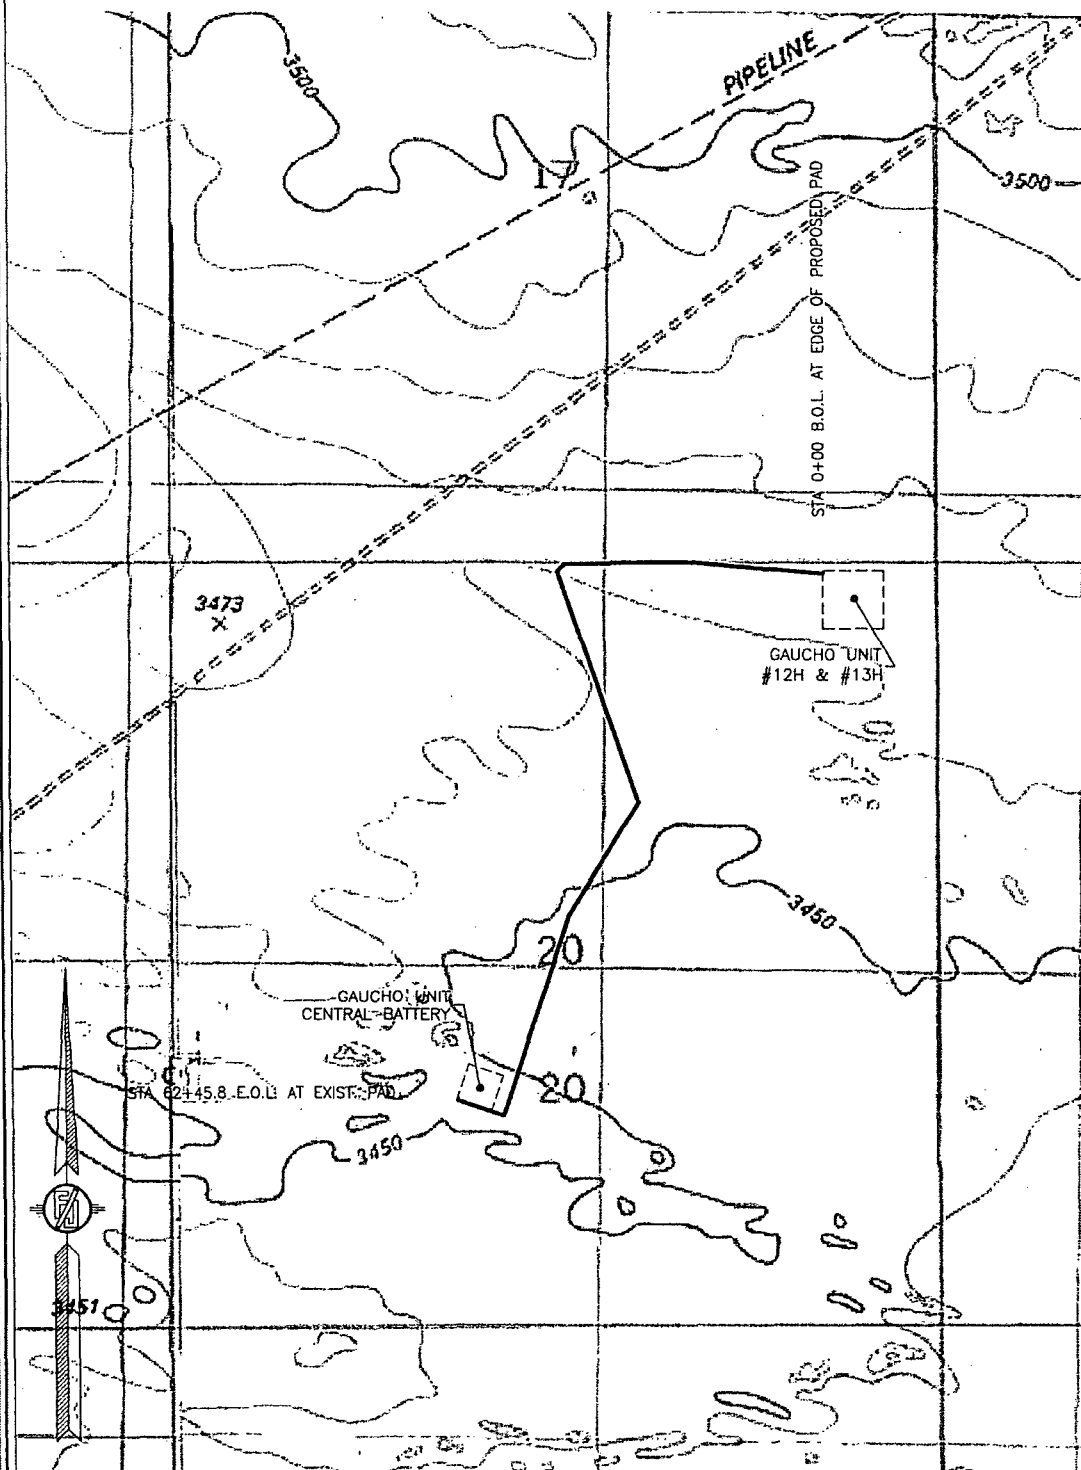 PIPELINE
3500
17
3500
STA 0+00 B.O.L. AT EDGE OF PROPOSED PAD
3473
GAUCHO UNIT
#12H & #13H
3450
20
GAUCHO UNIT
CENTRAL BATTERY
20
STA 62+45.8 E.O.L. AT EXIST. PAD
3450
3451